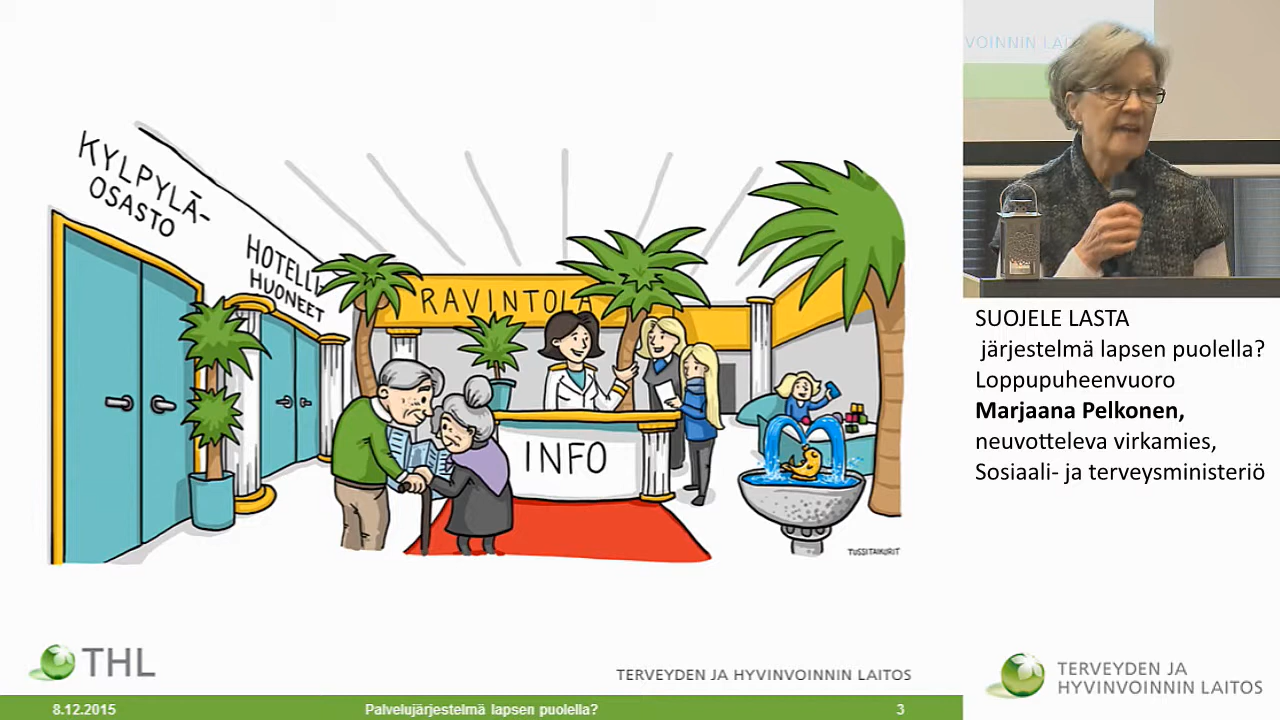 KYLPYLÄ-
OSASTO
HOTELLI-
HUONEET
RAVINTOLA
INFO
TUSSITAIKURIT
THL
TERVEYDEN JA HYVINVOINNIN LAITOS
8.12.2015
Palvelujärjestelmä lapsen puolella?
3
VOINNIN LAI
SUOJELE LASTA
järjestelmä lapsen puolella?
Loppupuheenvuoro
Marjaana Pelkonen,
neuvotteleva virkamies,
Sosiaali- ja terveysministeriö
TERVEYDEN JA
HYVINVOINNIN LAITOS